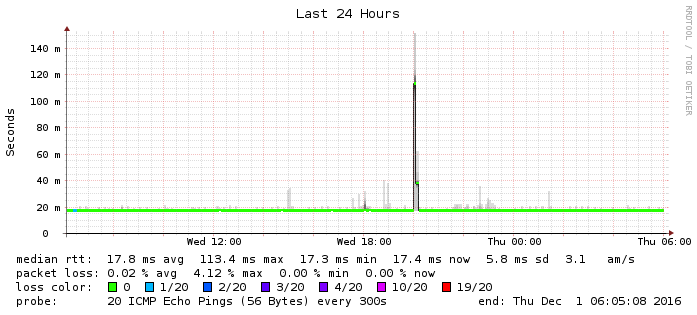 Last 24 Hours
RRDTOOL / TOBI OETIKER
Seconds
140 m
120 m
100 m
80 m
60 m
40 m
20 m
0
Wed 12:00 Wed 18:00 Thu 00:00 Thu 06:00
median rtt: 17.8 ms avg 113.4 ms max 17.3 ms min 17.4 ms now 5.8 ms sd 3.1 am/s
packet loss: 0.02 % avg 4.12 % max 0.00 % min 0.00 % now
loss color: 0 1/20 2/20 3/20 4/20 10/20 19/20
probe: 20 ICMP Echo Pings (56 Bytes) every 300s end: Thu Dec 1 06:05:08 2016